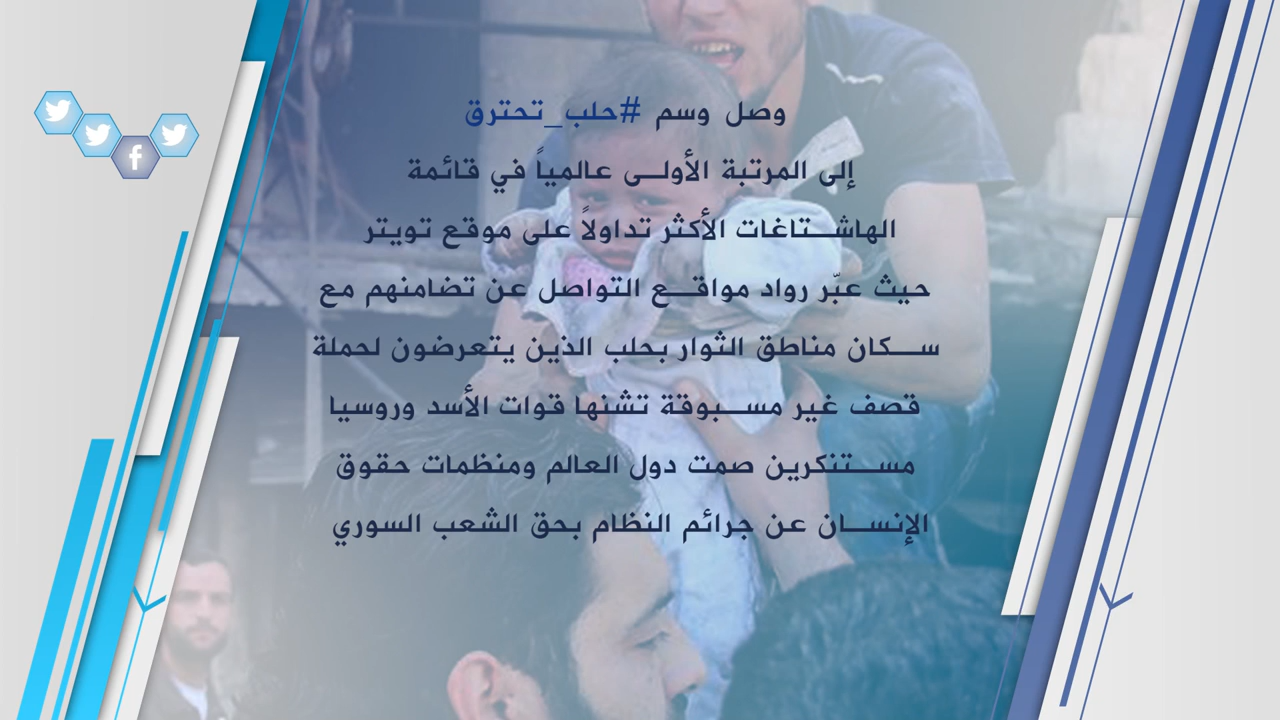 وصل وسم #حلب_تحترق
إلى المرتبة الأولــى عالمياً في قائمة
الهاشــتاغات الأكثر تداولاً على موقع تويتر
حيث عبّر رواد مواقــع التواصل عن تضامنهم مع
ســكان مناطق الثوار بحلب الذين يتعرضون لحملة
قصف غير مســبوقة تشنها قوات الأسد وروسيا
مســتنكرين صمت دول العالم ومنظمات حقوق
الإنســان عن جرائم النظام بحق الشعب السوري